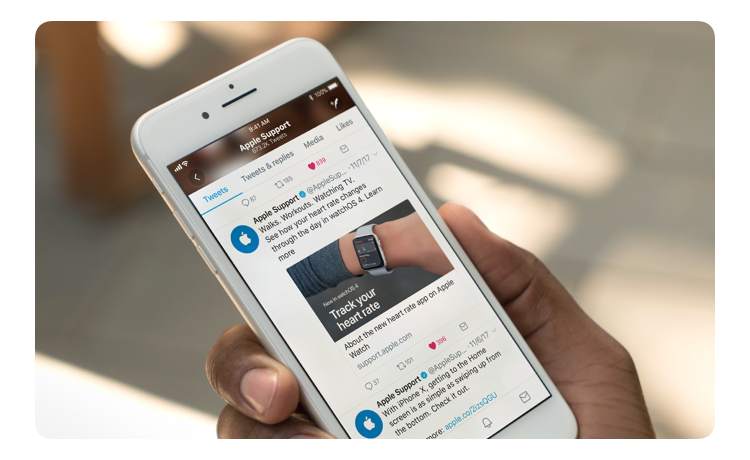 9:41 AM
100%
Apple Support
673.2K Tweets
Tweets
Tweets & replies
Media
Likes
87
185
839
Apple Support @AppleSup... · 11/7/17
Walks. Workouts. Watching TV.
See how your heart rate changes
through the day in watchOS 4. Learn
more
New in watchOS 4
Track your
heart rate
About the new heart rate app on Apple
Watch
support.apple.com
37
101
396
Apple Support @AppleSup... · 11/6/17
With iPhone X, getting to the Home
screen is as simple as swiping up from
the bottom. Check it out.
more: apple.co/2izsQGU